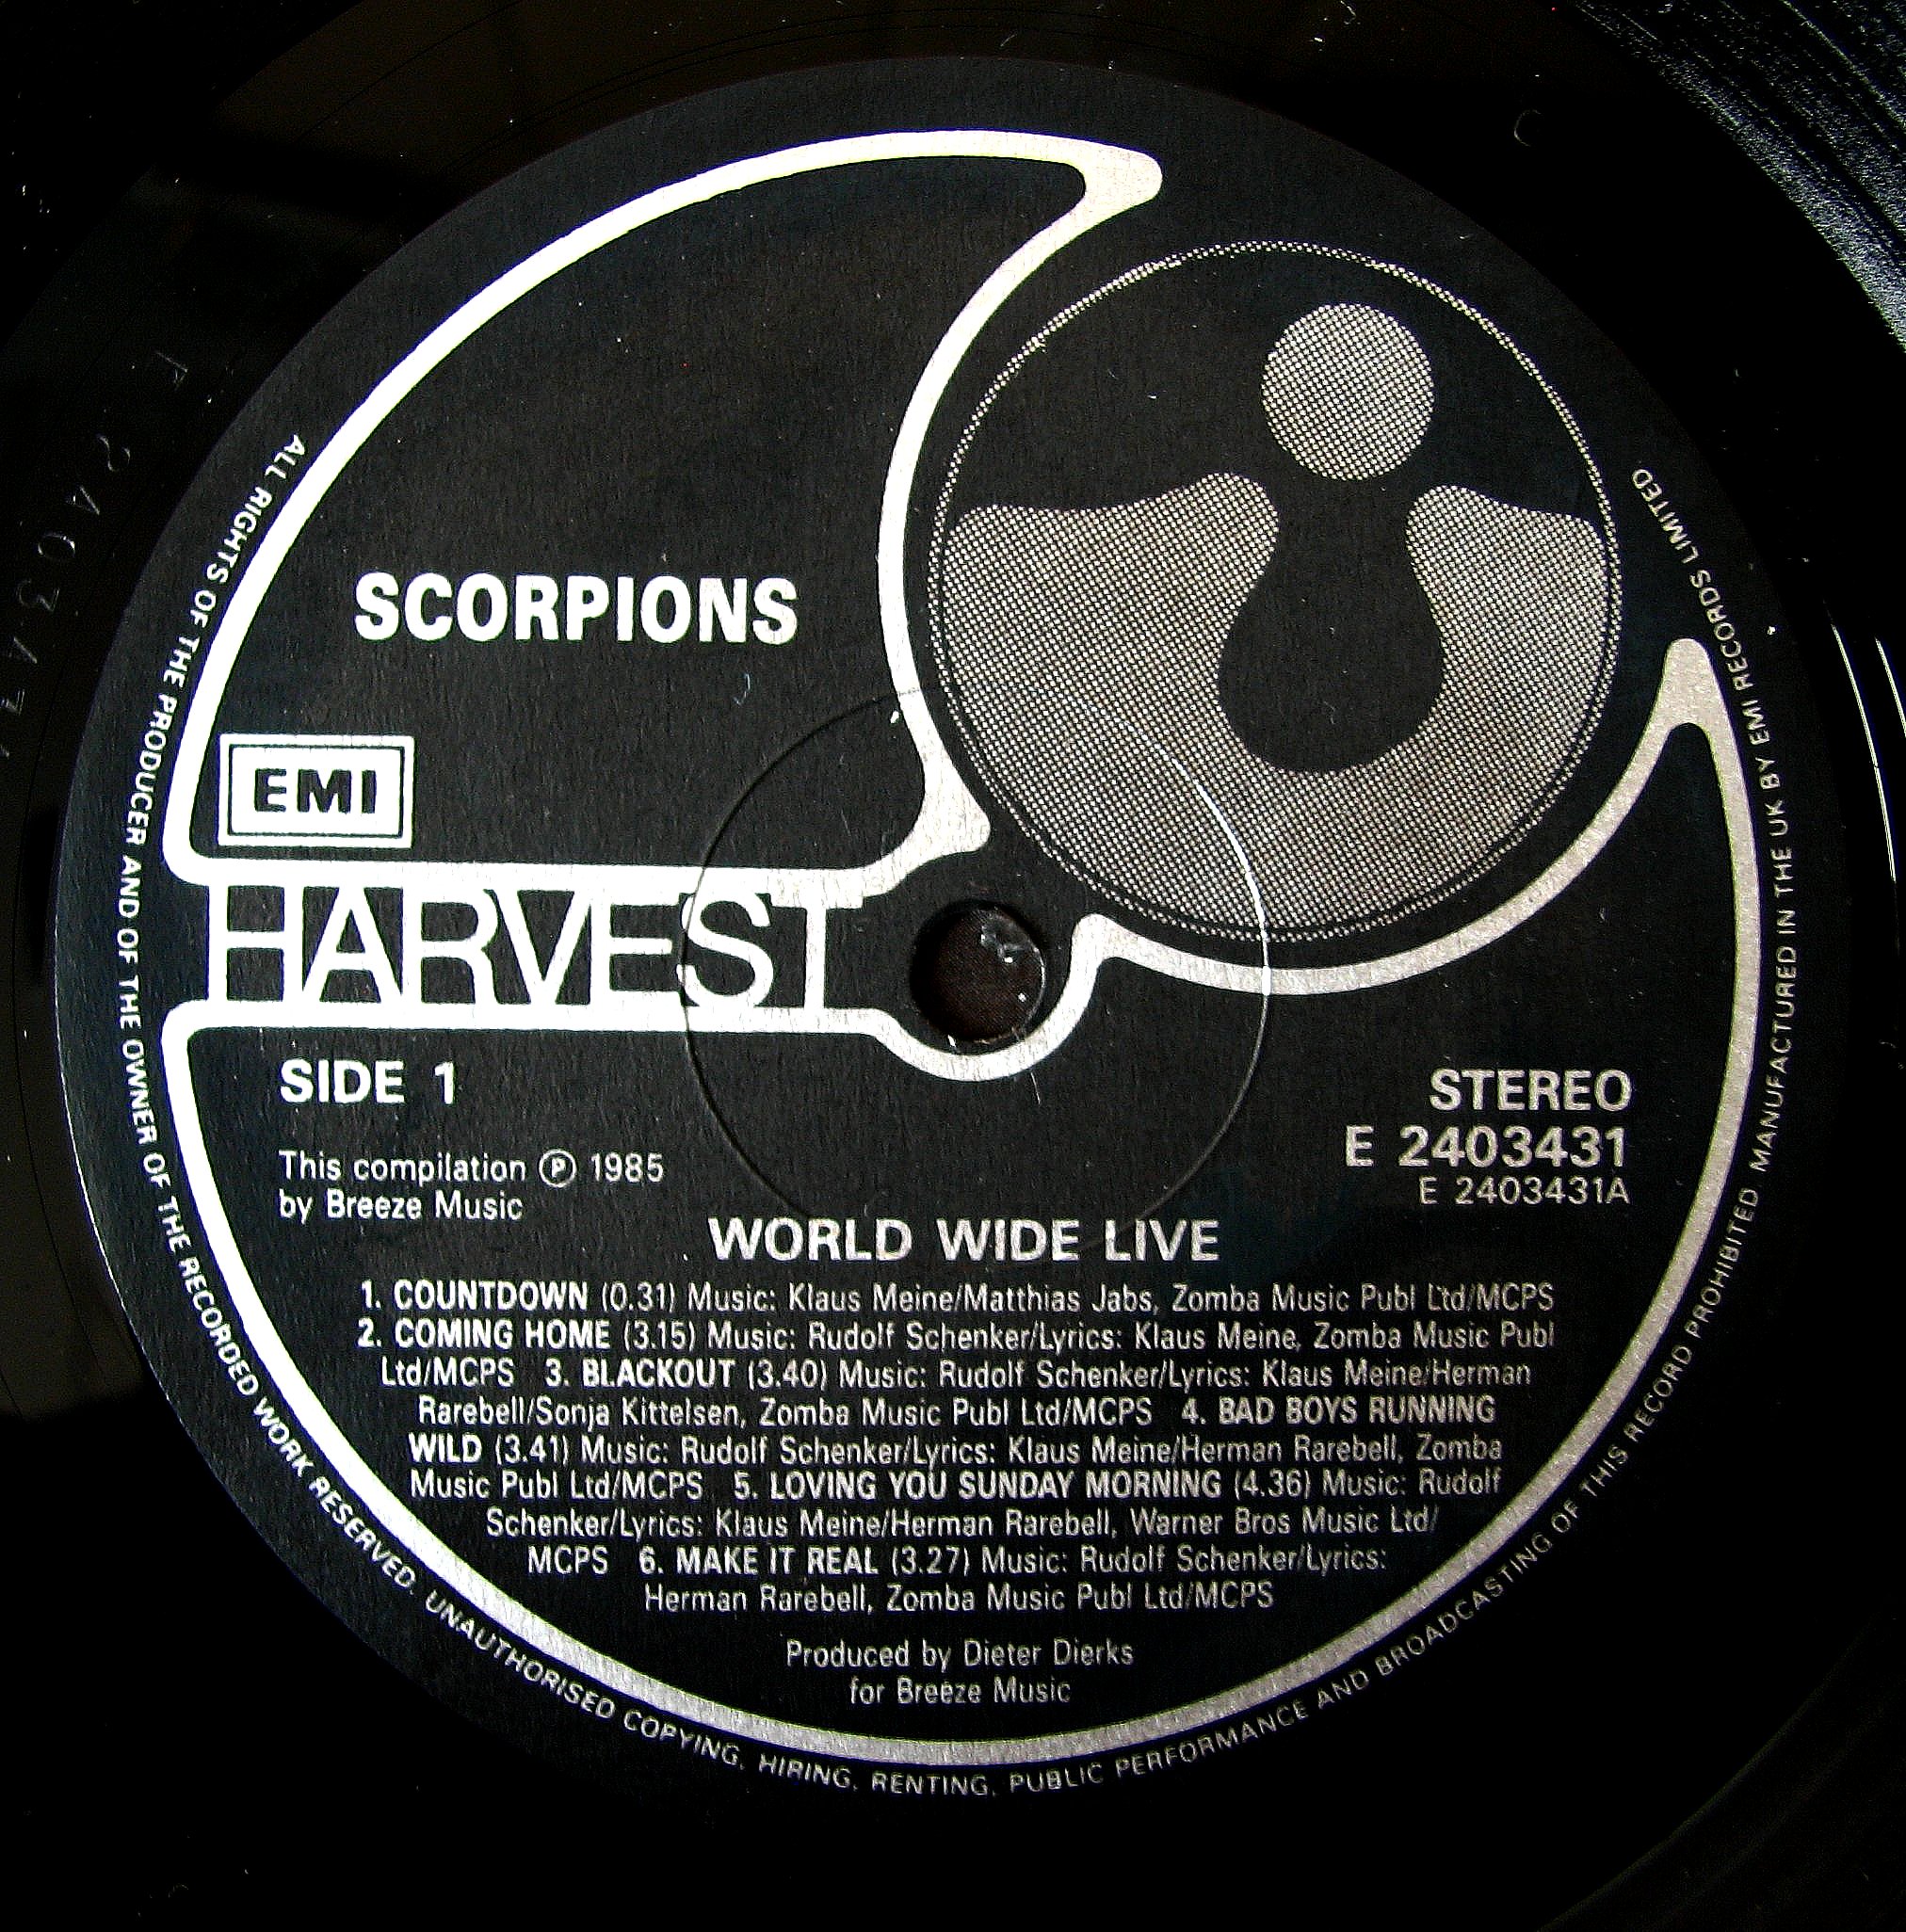 SCORPIONS
EMI
HARVEST
SIDE 1
STEREO
E 2403431
E 2403431A
This compilation Ⓟ 1985
by Breeze Music
WORLD WIDE LIVE
1. COUNTDOWN (0.31) Music: Klaus Meine/Matthias Jabs, Zomba Music Publ Ltd/MCPS
2. COMING HOME (3.15) Music: Rudolf Schenker/Lyrics: Klaus Meine, Zomba Music Publ
Ltd/MCPS 3. BLACKOUT (3.40) Music: Rudolf Schenker/Lyrics: Klaus Meine/Herman
Rarebell/Sonja Kittelsen, Zomba Music Publ Ltd/MCPS 4. BAD BOYS RUNNING
WILD (3.41) Music: Rudolf Schenker/Lyrics: Klaus Meine/Herman Rarebell, Zomba
Music Publ Ltd/MCPS 5. LOVING YOU SUNDAY MORNING (4.36) Music: Rudolf
Schenker/Lyrics: Klaus Meine/Herman Rarebell, Warner Bros Music Ltd/
MCPS 6. MAKE IT REAL (3.27) Music: Rudolf Schenker/Lyrics:
Herman Rarebell, Zomba Music Publ Ltd/MCPS
Produced by Dieter Dierks
for Breeze Music
ALL RIGHTS OF THE PRODUCER AND OF THE OWNER OF THE RECORDED WORK RESERVED. UNAUTHORISED COPYING, HIRING, RENTING, PUBLIC PERFORMANCE AND BROADCASTING OF THIS RECORD PROHIBITED. MANUFACTURED IN THE UK BY EMI RECORDS LIMITED.